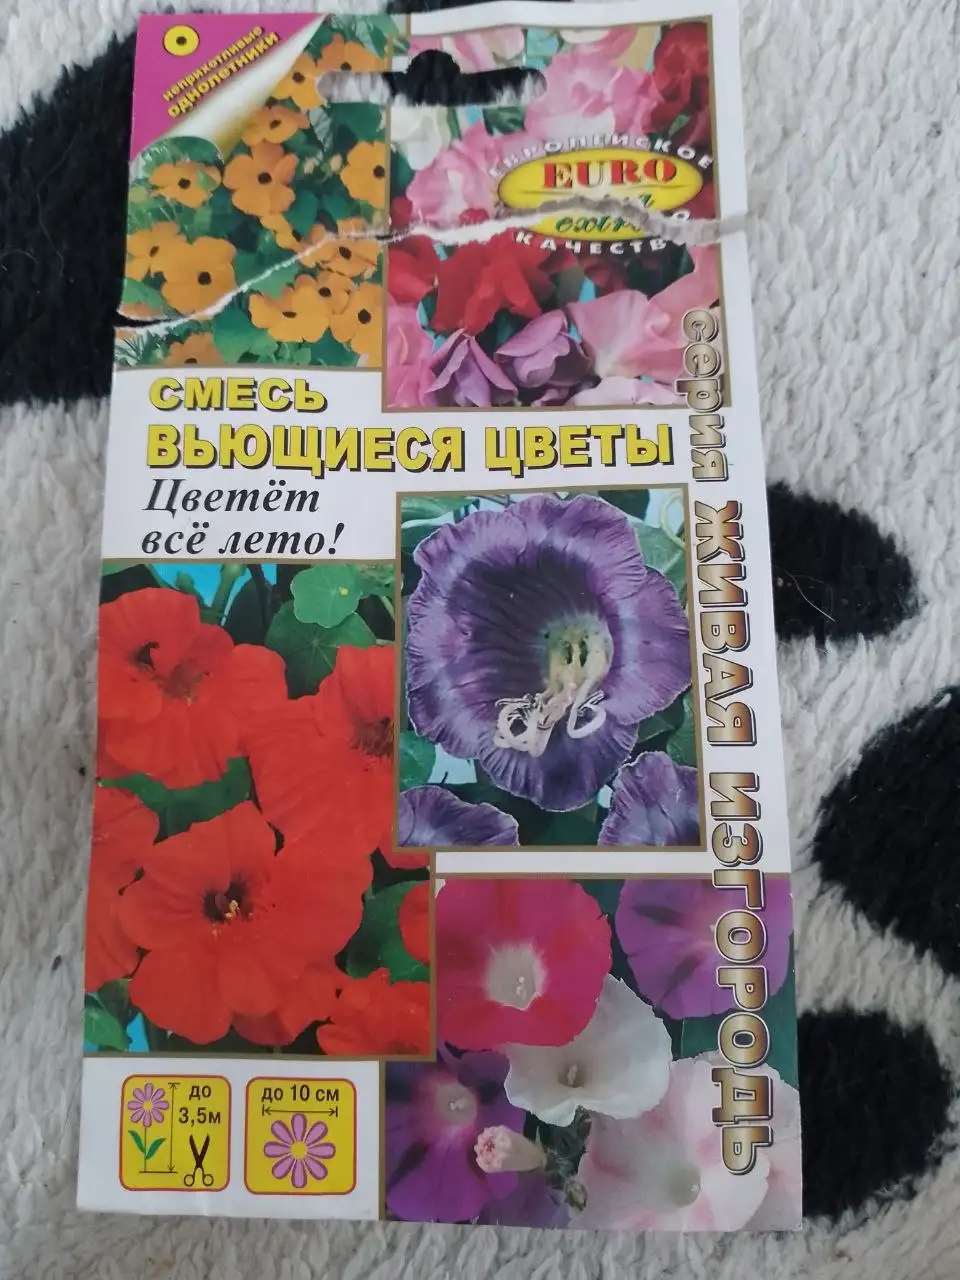 неприхотливые
однолетники
ЕВРОПЕЙСКОЕ
EURO
extra
КАЧЕСТВО
СМЕСЬ
ВЬЮЩИЕСЯ ЦВЕТЫ
Цветёт
всё лето!
серия ЖИВАЯ ИЗГОРОДЬ
до
3,5м
до 10 см